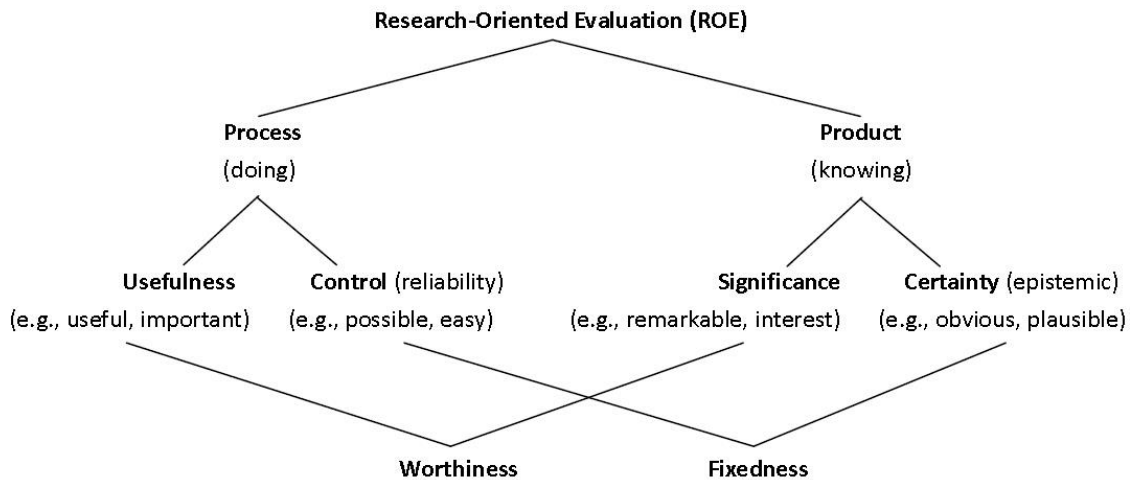 Research-Oriented Evaluation (ROE)
Process
Product
(doing)
(knowing)
Usefulness
Control (reliability)
Significance
Certainty (epistemic)
(e.g., useful, important)
(e.g., possible, easy)
(e.g., remarkable, interest)
(e.g., obvious, plausible)
Worthiness
Fixedness